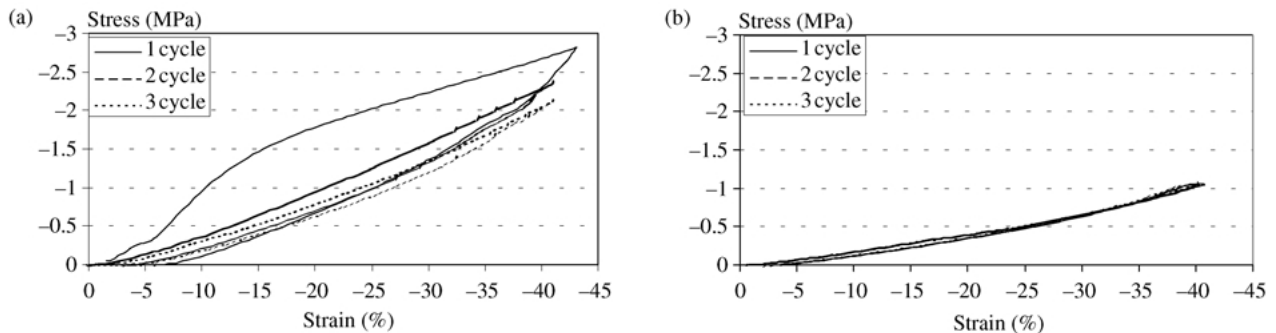 (a)
Stress (MPa)
–3
–2.5
–2
–1.5
–1
–0.5
0
1 cycle
2 cycle
3 cycle
0 –5 –10 –15 –20 –25 –30 –35 –40 –45
Strain (%)
(b)
Stress (MPa)
–3
–2.5
–2
–1.5
–1
–0.5
0
1 cycle
2 cycle
3 cycle
0 –5 –10 –15 –20 –25 –30 –35 –40 –45
Strain (%)